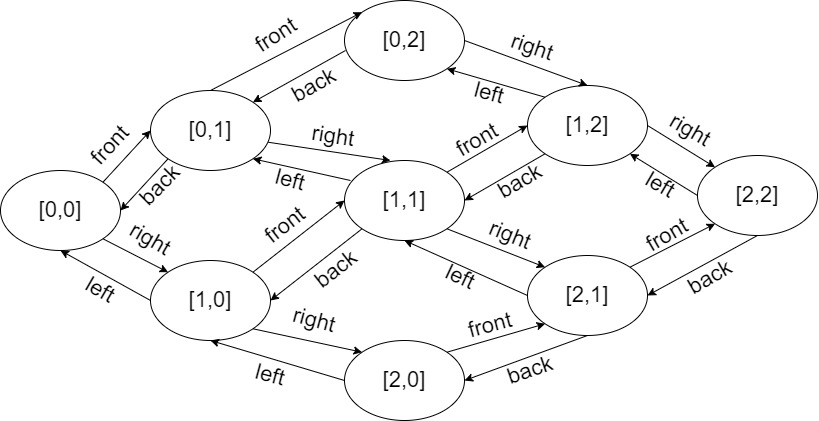 front
[0,2]
right
back
left
front
[0,1]
right
[1,2]
right
front
back
left
back
left
[0,0]
[1,1]
[2,2]
right
front
right
front
left
back
left
back
[1,0]
[2,1]
right
front
left
[2,0]
back